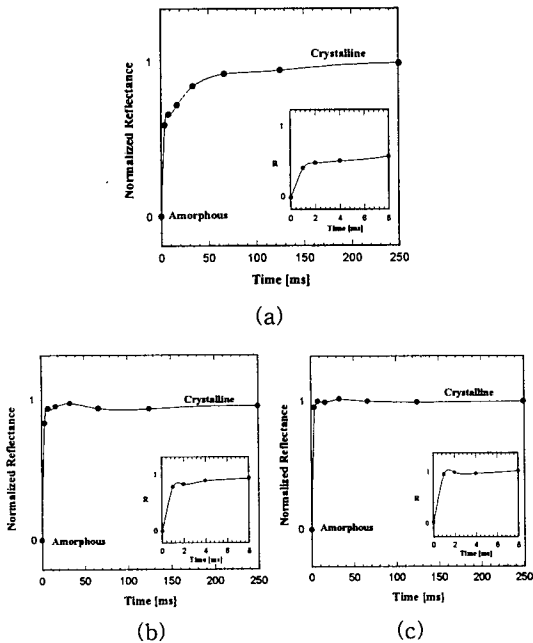 Normalized Reflectance
1
0
Crystalline
Amorphous
R
1
0
0 2 4 6 8
Time [ms]
0 50 100 150 200 250
Time [ms]
(a)
Normalized Reflectance
1
0
Crystalline
Amorphous
R
1
0
0 2 4 6 8
Time [ms]
0 50 100 150 200 250
Time [ms]
(b)
Normalized Reflectance
1
0
Crystalline
Amorphous
R
1
0
0 2 4 6 8
Time [ms]
0 50 100 150 200 250
Time [ms]
(c)